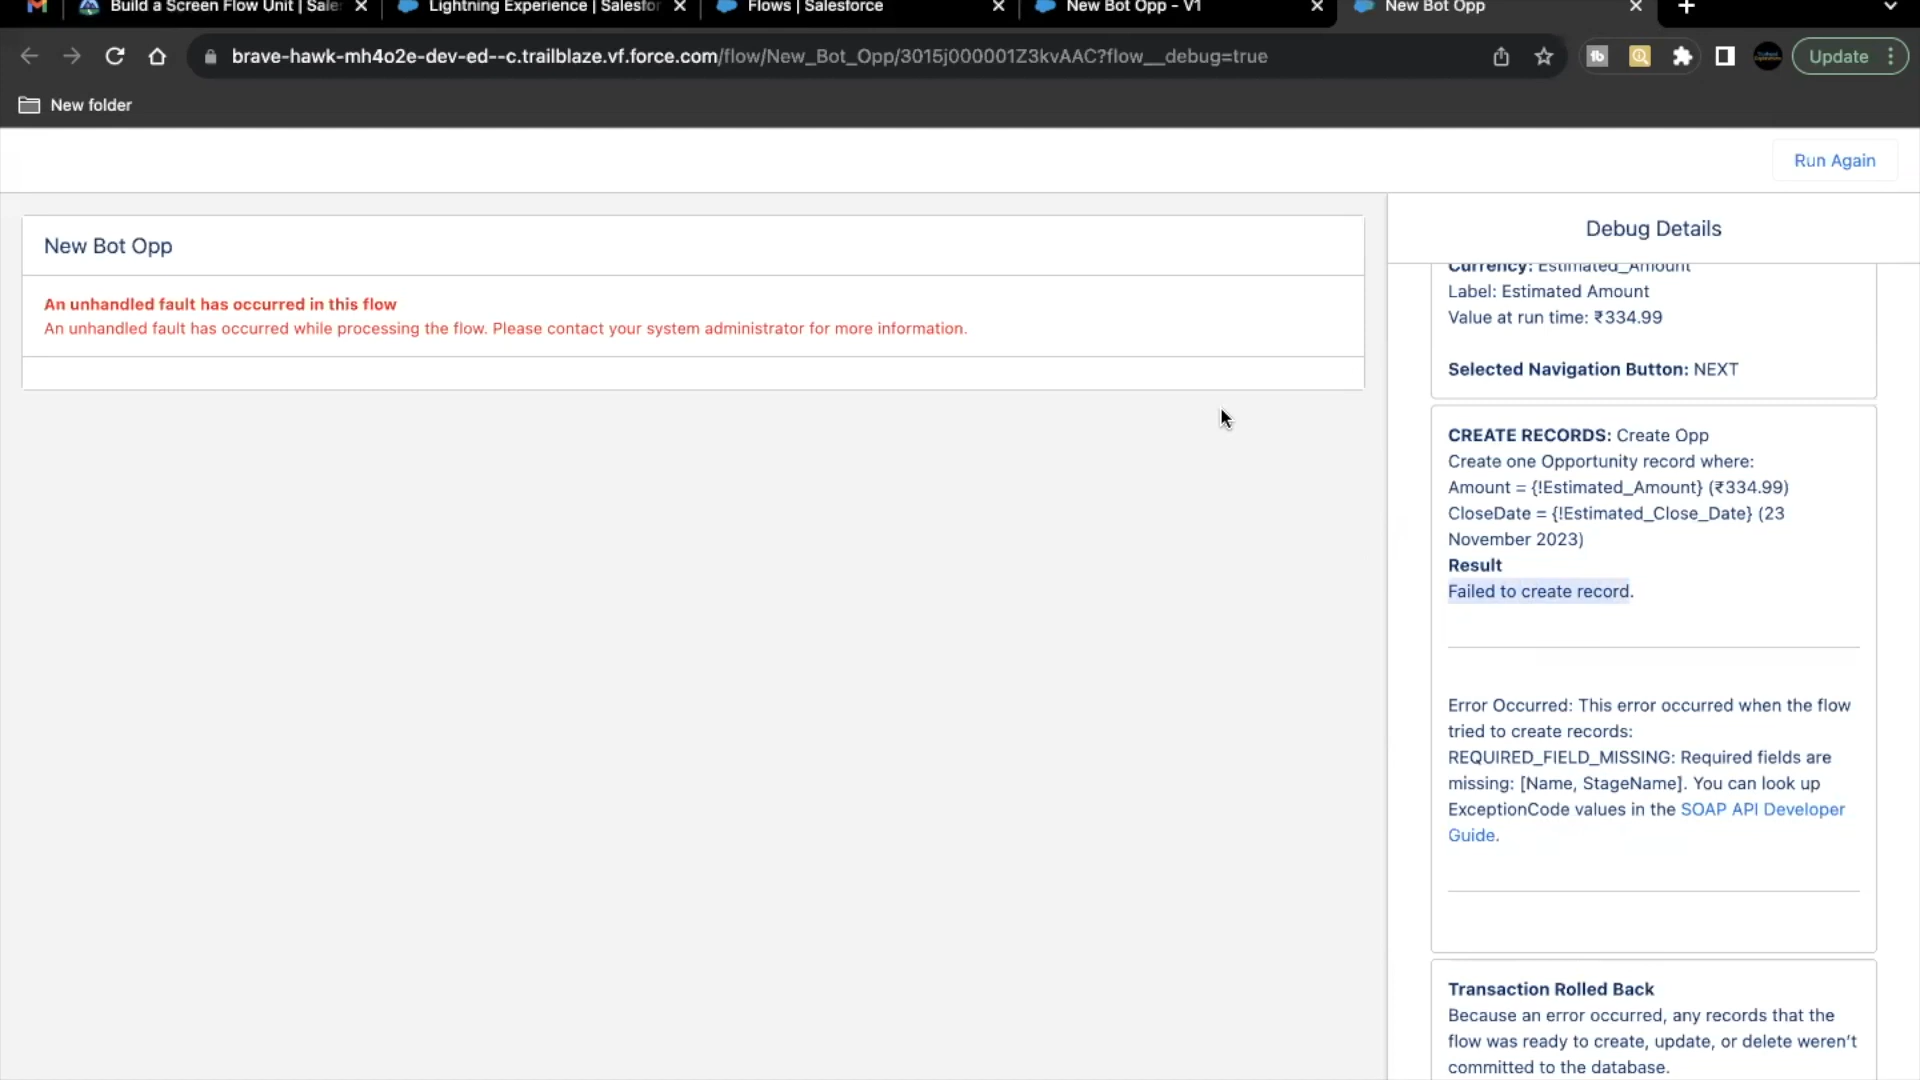 Build a Screen Flow Unit | Sale
Lightning Experience | Salesfor
Flows | Salesforce
New Bot Opp - V1
New Bot Opp
brave-hawk-mh4o2e-dev-ed--c.trailblaze.vf.force.com/flow/New_Bot_Opp/3015j000001Z3kvAAC?flow__debug=true
Update
New folder
Run Again
New Bot Opp
An unhandled fault has occurred in this flow
An unhandled fault has occurred while processing the flow. Please contact your system administrator for more information.
Debug Details
Currency: Estimated_Amount
Label: Estimated Amount
Value at run time: ₹334.99
Selected Navigation Button: NEXT
CREATE RECORDS: Create Opp
Create one Opportunity record where:
Amount = {!Estimated_Amount} (₹334.99)
CloseDate = {!Estimated_Close_Date} (23
November 2023)
Result
Failed to create record.
Error Occurred: This error occurred when the flow
tried to create records:
REQUIRED_FIELD_MISSING: Required fields are
missing: [Name, StageName]. You can look up
ExceptionCode values in the SOAP API Developer
Guide.
Transaction Rolled Back
Because an error occurred, any records that the
flow was ready to create, update, or delete weren't
committed to the database.